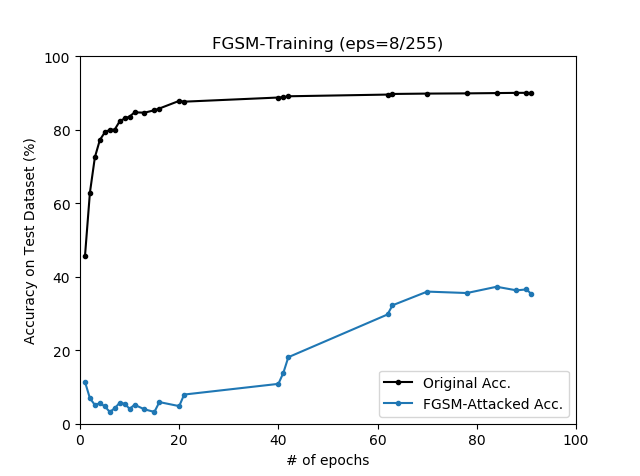 FGSM-Training (eps=8/255)
100
80
60
40
20
0
Accuracy on Test Dataset (%)
0 20 40 60 80 100
# of epochs
Original Acc.
FGSM-Attacked Acc.